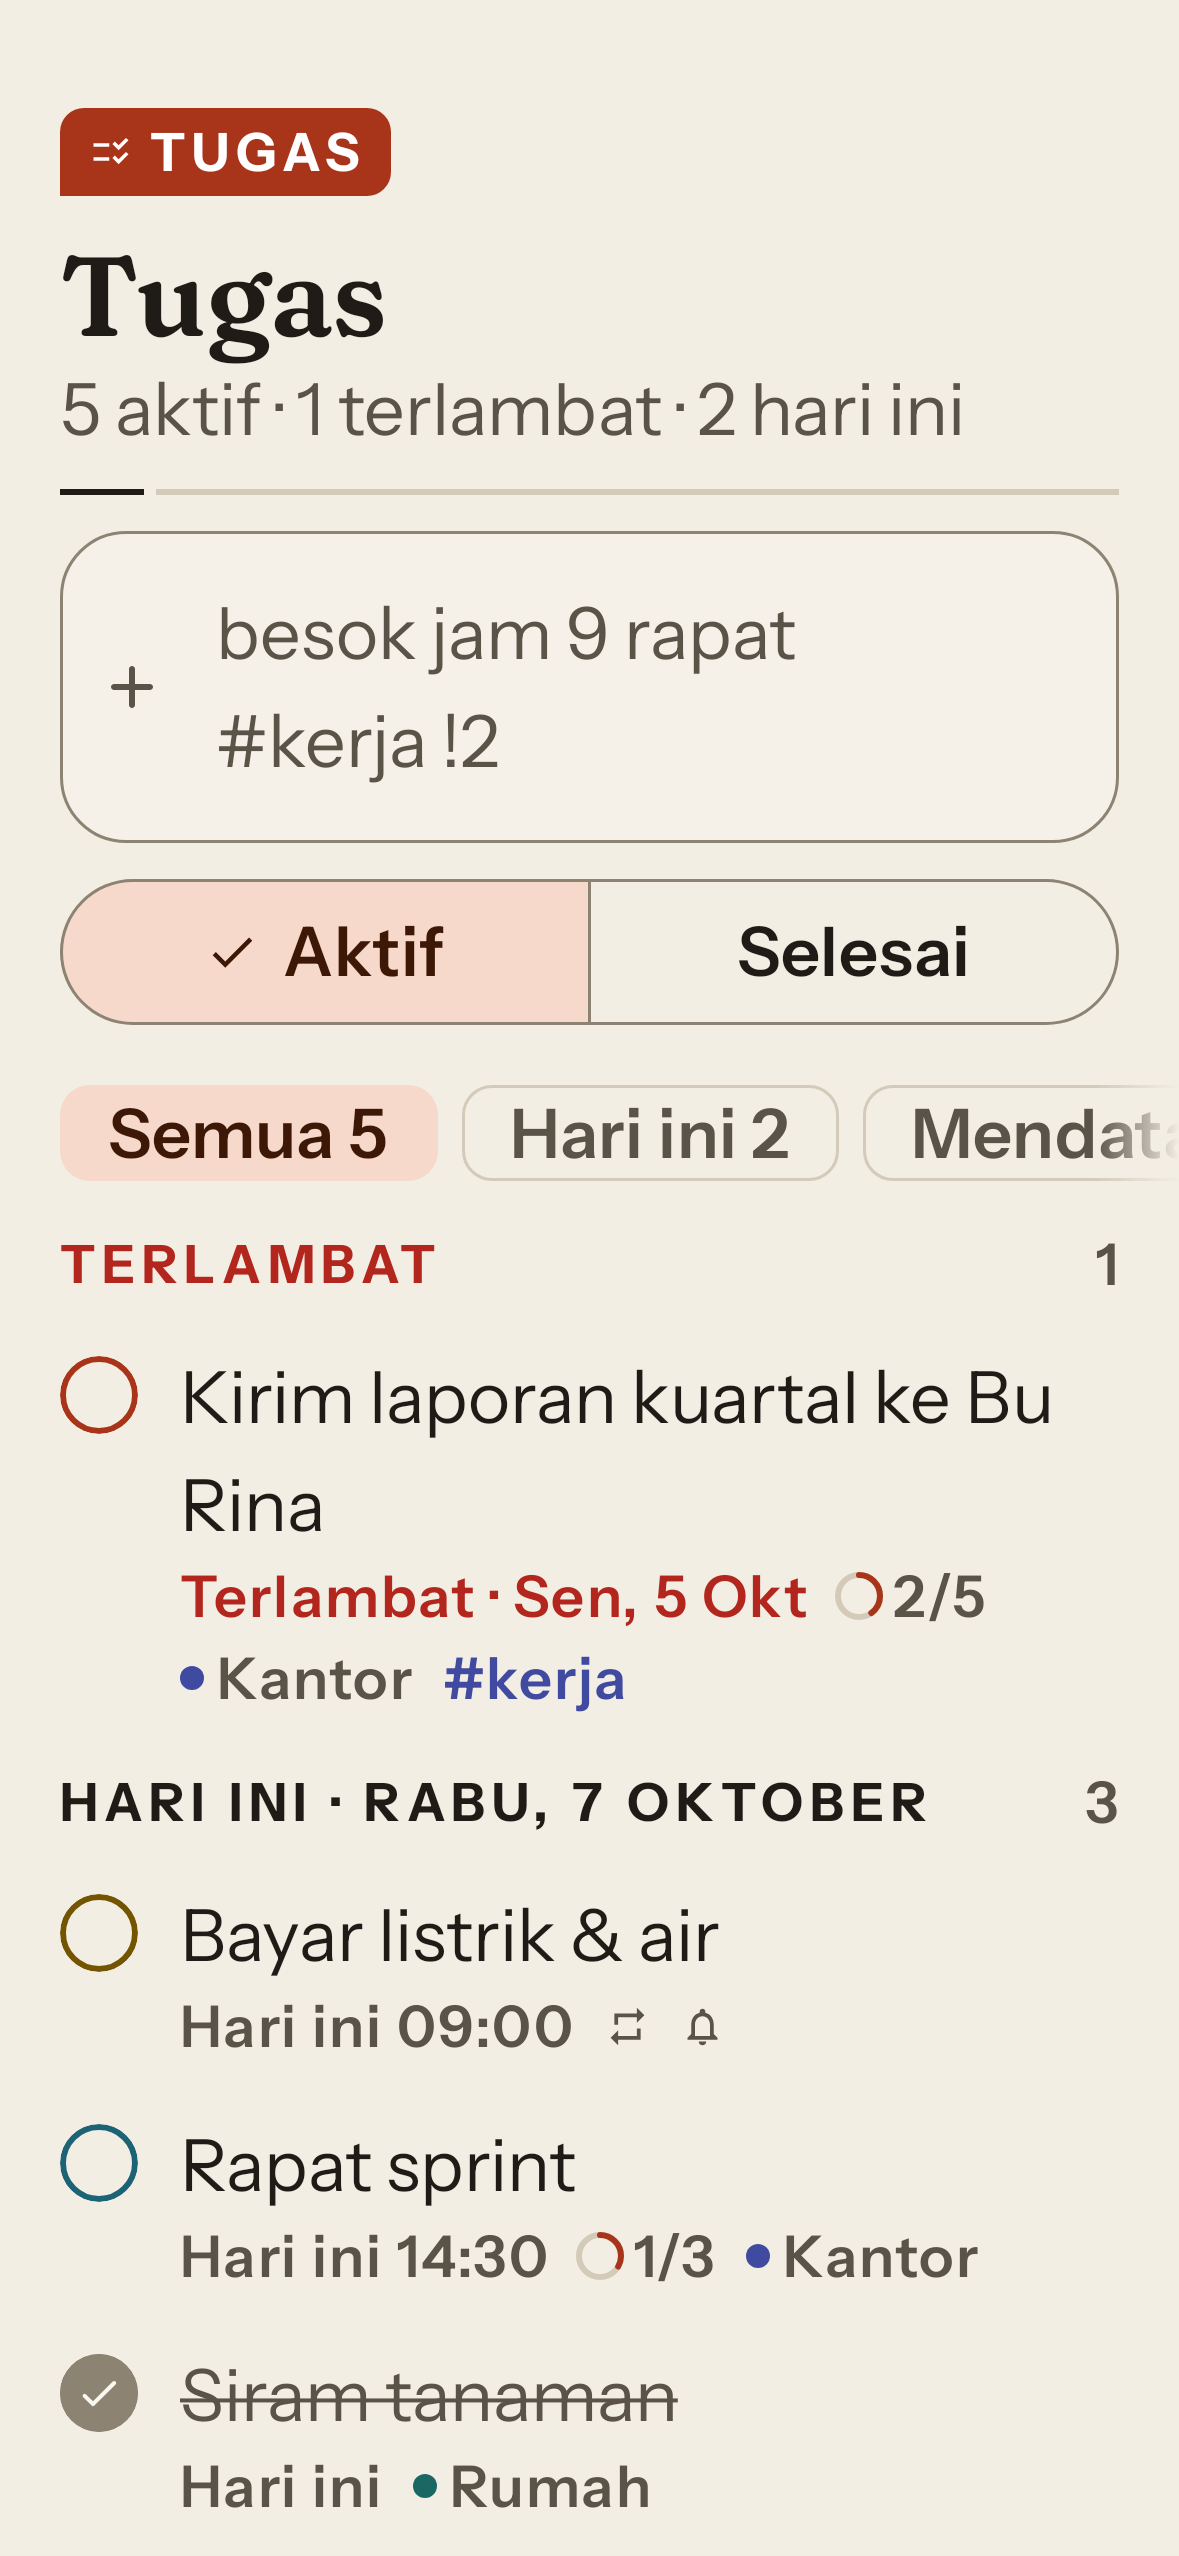 TUGAS
Tugas
5 aktif · 1 terlambat · 2 hari ini
besok jam 9 rapat
#kerja !2
Aktif
Selesai
Semua 5
Hari ini 2
TERLAMBAT
1
Kirim laporan kuartal ke Bu
Rina
Terlambat · Sen, 5 Okt
2/5
Kantor #kerja
HARI INI · RABU, 7 OKTOBER
3
Bayar listrik & air
Hari ini 09:00
Rapat sprint
Hari ini 14:30
1/3
Kantor
Siram tanaman
Hari ini
Rumah